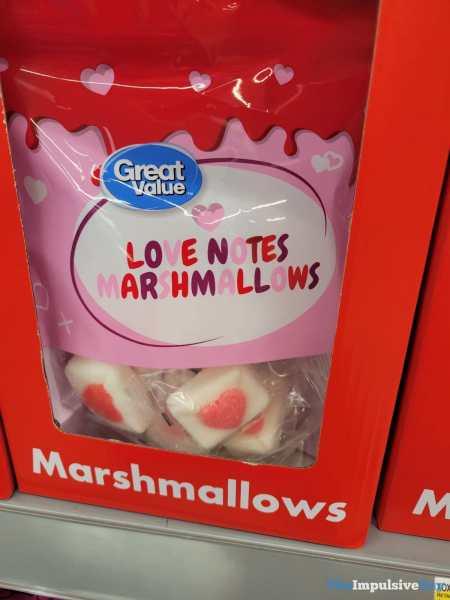 Great
Value
LOVE NOTES
MARSHMALLOWS
Marshmallows
M
TheImpulsiveBuy